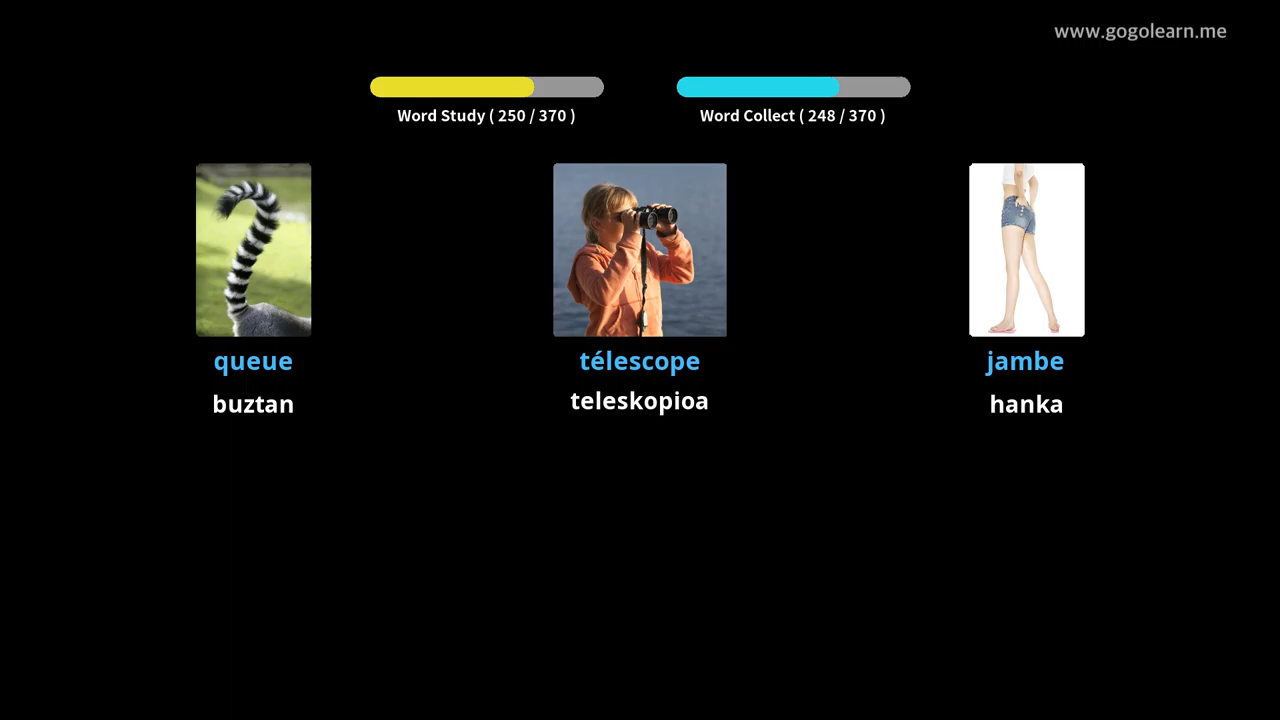 www.gogolearn.me
Word Study ( 250 / 370 )
Word Collect ( 248 / 370 )
queue
télescope
jambe
buztan
teleskopioa
hanka